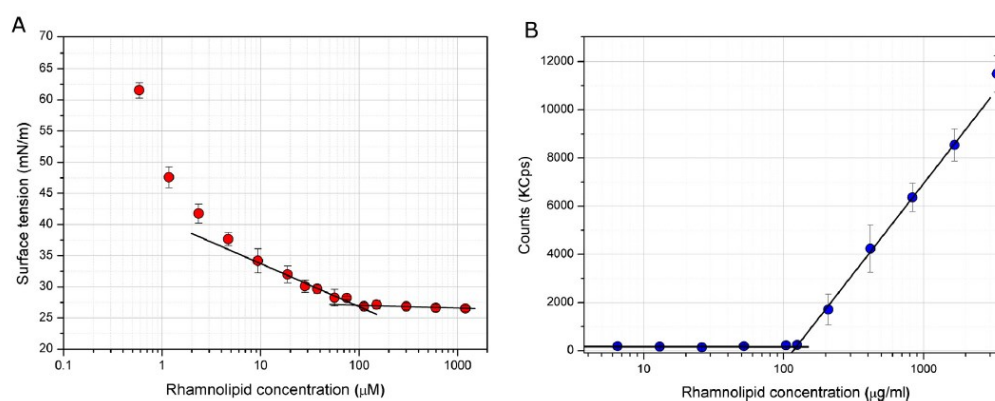 A
Surface tension (mN/m)
70
65
60
55
50
45
40
35
30
25
20
0.1 1 10 100 1000
Rhamnolipid concentration (μM)
B
Counts (KCps)
12000
10000
8000
6000
4000
2000
0
10 100 1000
Rhamnolipid concentration (μg/ml)